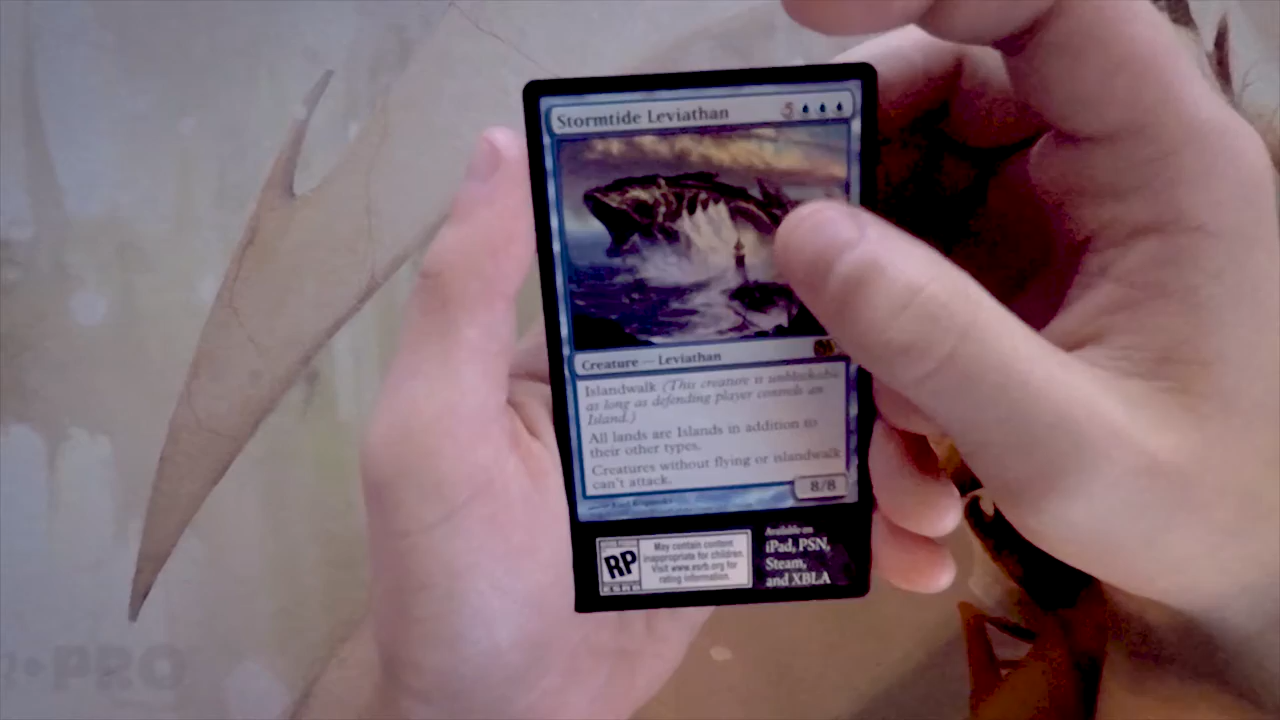 Stormtide Leviathan 5
Creature — Leviathan
Islandwalk (This creature is unblockable
as long as defending player controls an
Island.)
All lands are Islands in addition to
their other types.
Creatures without flying or islandwalk
can't attack.
8/8
RP
May contain content
inappropriate for children.
Visit www.esrb.org for
rating information.
ESRB
Available on
iPad, PSN,
Steam,
and XBLA
PRO